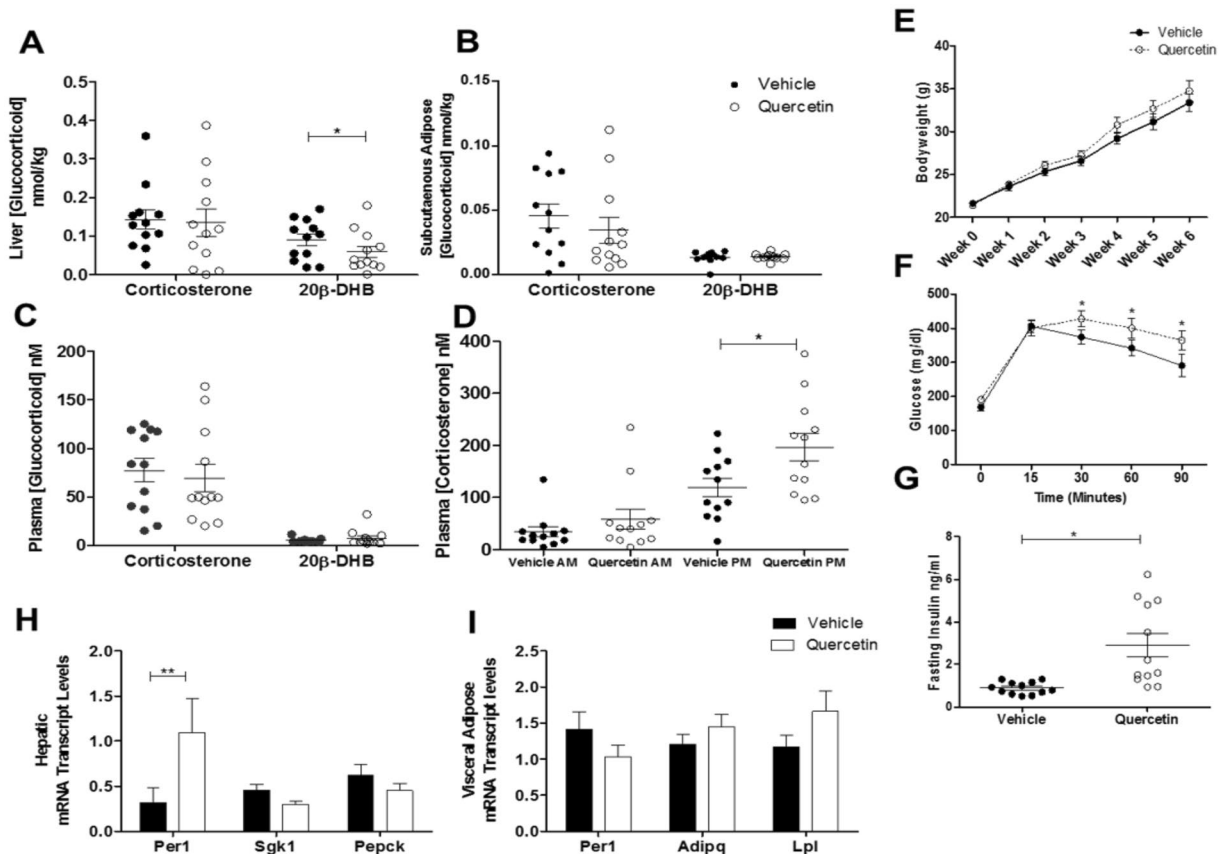 A
Liver [Glucocorticoid]
nmol/kg
0.5
0.4
0.3
0.2
0.1
0.0
*
Corticosterone
20β-DHB
B
Subcutaenous Adipose
[Glucocorticoid] nmol/kg
0.15
0.10
0.05
0.00
Vehicle
Quercetin
Corticosterone
20β-DHB
C
Plasma [Glucocorticoid] nM
200
150
100
50
0
Corticosterone
20β-DHB
D
Plasma [Corticosterone] nM
400
300
200
100
0
*
Vehicle AM
Quercetin AM
Vehicle PM
Quercetin PM
E
Vehicle
Quercetin
Bodyweight (g)
40
35
30
25
20
Week 0
Week 1
Week 2
Week 3
Week 4
Week 5
Week 6
F
Glucose (mg/dl)
500
400
300
200
100
0
* * *
0
15
30
60
90
Time (Minutes)
G
Fasting Insulin ng/ml
8
6
4
2
0
*
Vehicle
Quercetin
H
Hepatic
mRNA Transcript Levels
2.0
1.5
1.0
0.5
0.0
**
Vehicle
Quercetin
Per1
Sgk1
Pepck
I
Visceral Adipose
mRNA Transcript levels
2.5
2.0
1.5
1.0
0.5
0.0
Per1
Adipq
Lpl